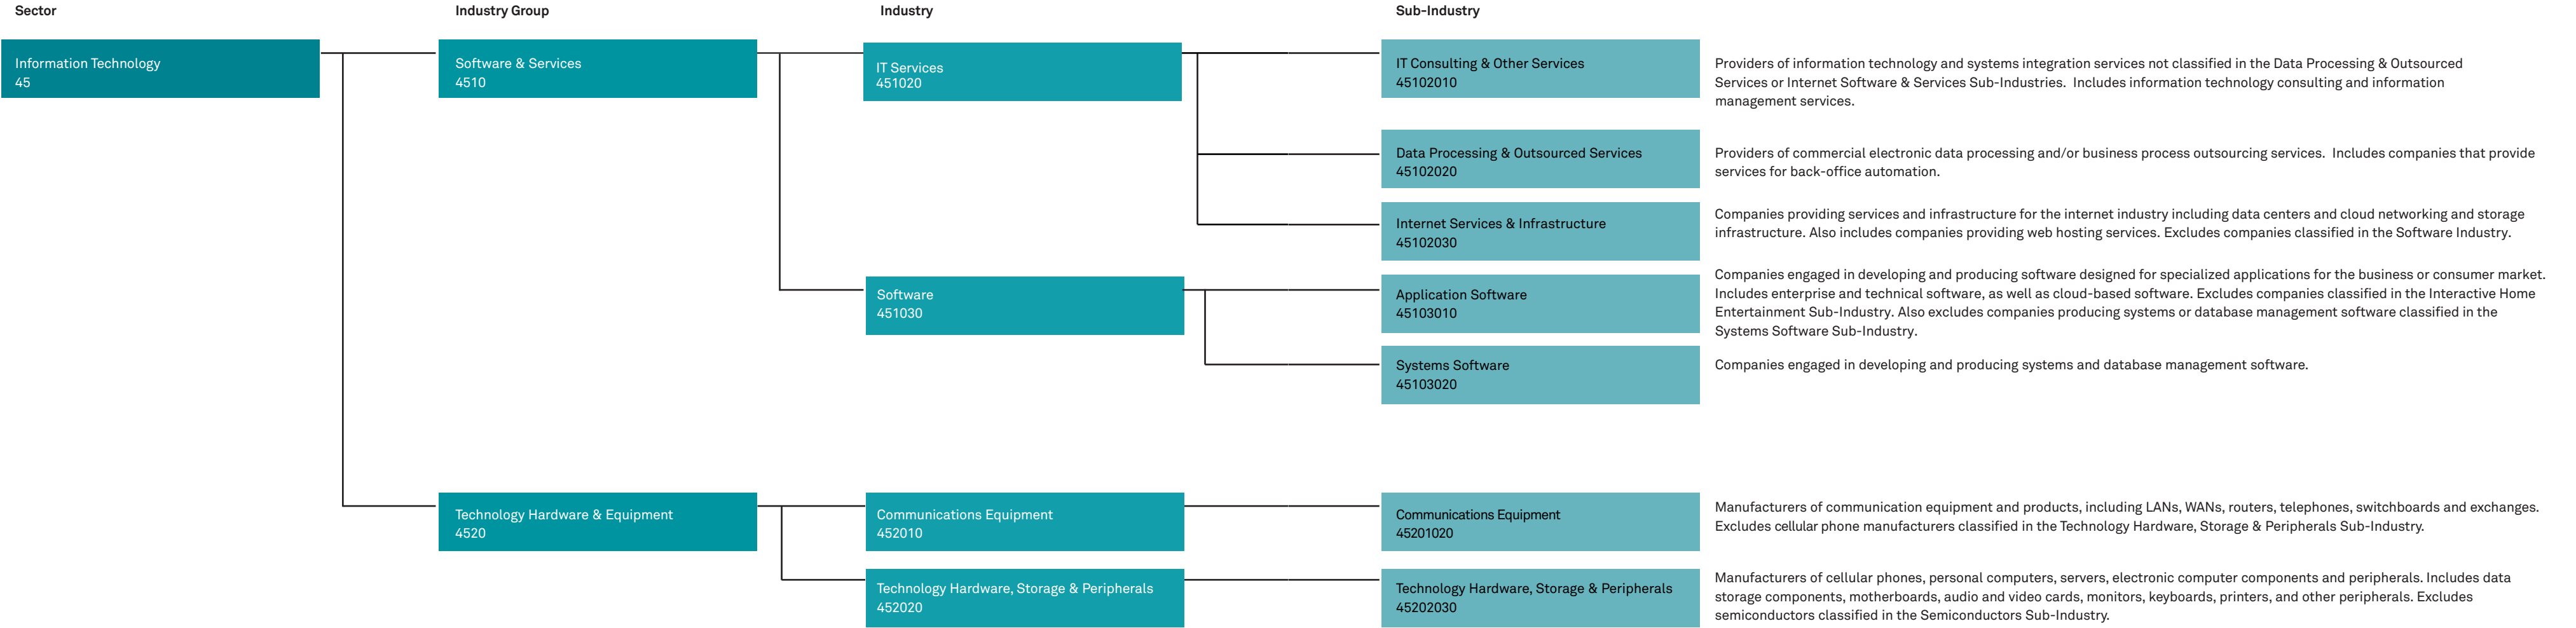 Sector
Industry Group
Industry
Sub-Industry
Information Technology
45
Software & Services
4510
IT Services
451020
IT Consulting & Other Services
45102010
Providers of information technology and systems integration services not classified in the Data Processing & Outsourced
Services or Internet Software & Services Sub-Industries.  Includes information technology consulting and information
management services.
Data Processing & Outsourced Services
45102020
Providers of commercial electronic data processing and/or business process outsourcing services.  Includes companies that provide
services for back-office automation.
Internet Services & Infrastructure
45102030
Companies providing services and infrastructure for the internet industry including data centers and cloud networking and storage
infrastructure. Also includes companies providing web hosting services. Excludes companies classified in the Software Industry.
Software
451030
Application Software
45103010
Companies engaged in developing and producing software designed for specialized applications for the business or consumer market.
Includes enterprise and technical software, as well as cloud-based software. Excludes companies classified in the Interactive Home
Entertainment Sub-Industry. Also excludes companies producing systems or database management software classified in the
Systems Software Sub-Industry.
Systems Software
45103020
Companies engaged in developing and producing systems and database management software.
Technology Hardware & Equipment
4520
Communications Equipment
452010
Communications Equipment
45201020
Manufacturers of communication equipment and products, including LANs, WANs, routers, telephones, switchboards and exchanges.
Excludes cellular phone manufacturers classified in the Technology Hardware, Storage & Peripherals Sub-Industry.
Technology Hardware, Storage & Peripherals
452020
Technology Hardware, Storage & Peripherals
45202030
Manufacturers of cellular phones, personal computers, servers, electronic computer components and peripherals. Includes data
storage components, motherboards, audio and video cards, monitors, keyboards, printers, and other peripherals. Excludes
semiconductors classified in the Semiconductors Sub-Industry.